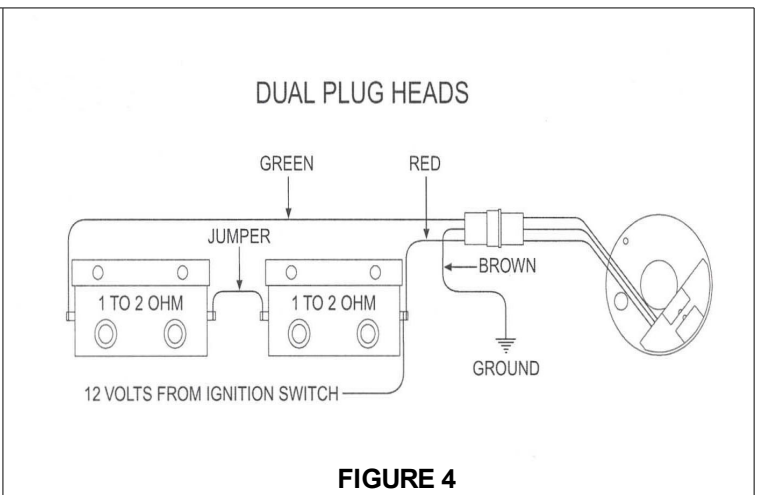 DUAL PLUG HEADS
GREEN
RED
JUMPER
BROWN
1 TO 2 OHM
1 TO 2 OHM
GROUND
12 VOLTS FROM IGNITION SWITCH
FIGURE 4